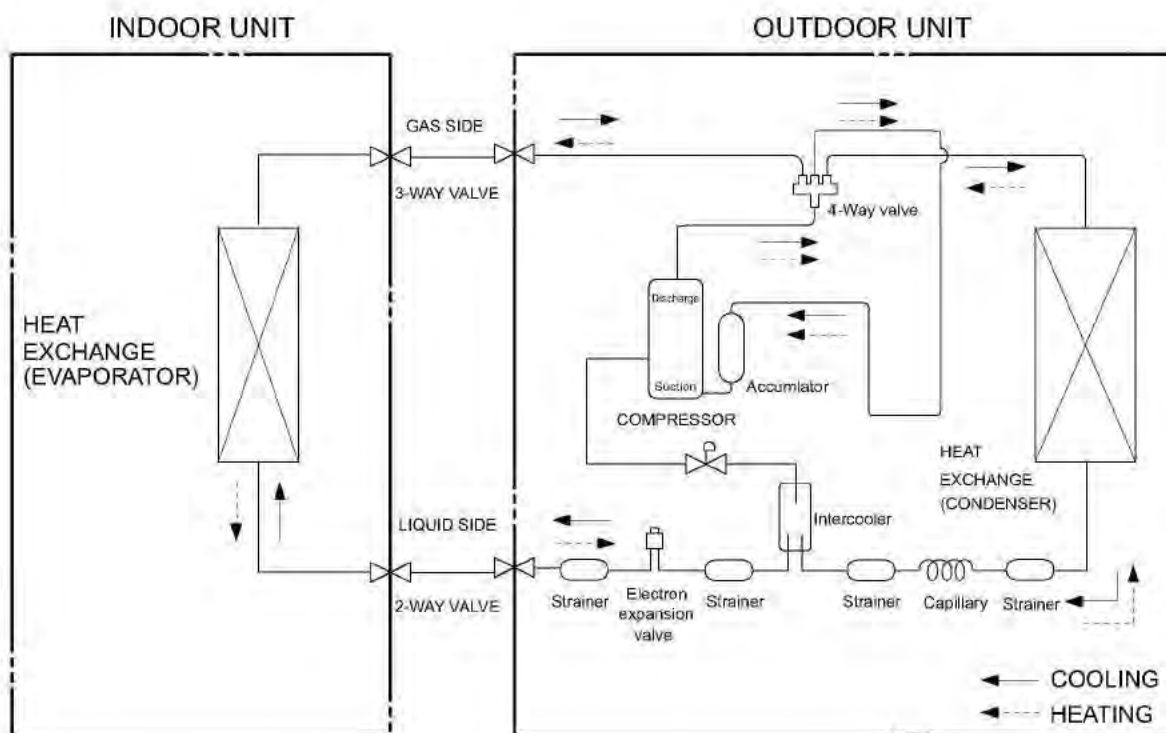 INDOOR UNIT
OUTDOOR UNIT
GAS SIDE
3-WAY VALVE
4-Way valve
Discharge
Suction
Accumlator
COMPRESSOR
HEAT
EXCHANGE
(EVAPORATOR)
HEAT
EXCHANGE
(CONDENSER)
Intercooler
LIQUID SIDE
2-WAY VALVE
Strainer
Electron
expansion
valve
Strainer
Strainer
Capillary
Strainer
COOLING
HEATING